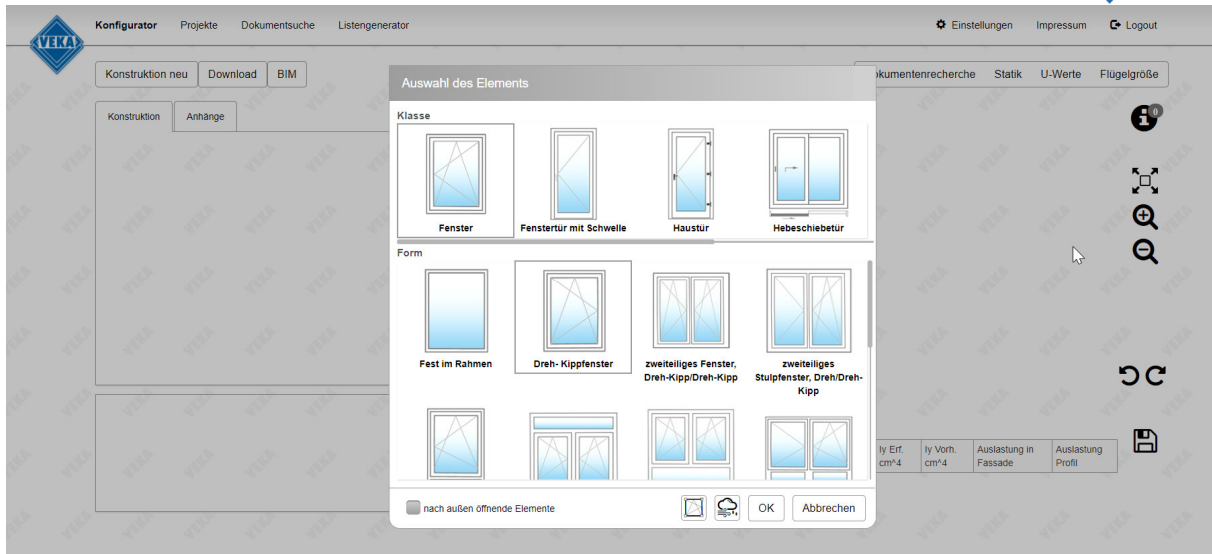 VEKA
Konfigurator Projekte Dokumentsuche Listengenerator
Einstellungen Impressum Logout
Konstruktion neu Download BIM
okumentenrecherche Statik U-Werte Flügelgröße
Konstruktion Anhänge
0
Auswahl des Elements
Klasse
Fenster Fenstertür mit Schwelle Haustür Hebeschiebetür
Form
Fest im Rahmen Dreh- Kippfenster zweiteiliges Fenster, zweiteiliges
Dreh-Kipp/Dreh-Kipp Stulpfenster, Dreh/Dreh-
Kipp
Iy Erf. Iy Vorh. Auslastung in Auslastung
cm^4 cm^4 Fassade Profil
nach außen öffnende Elemente OK Abbrechen